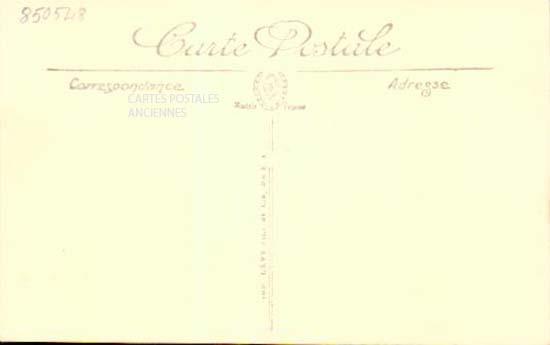 850548
Carte Postale
Correspondance
Adresse
CARTES POSTALES
ANCIENNES